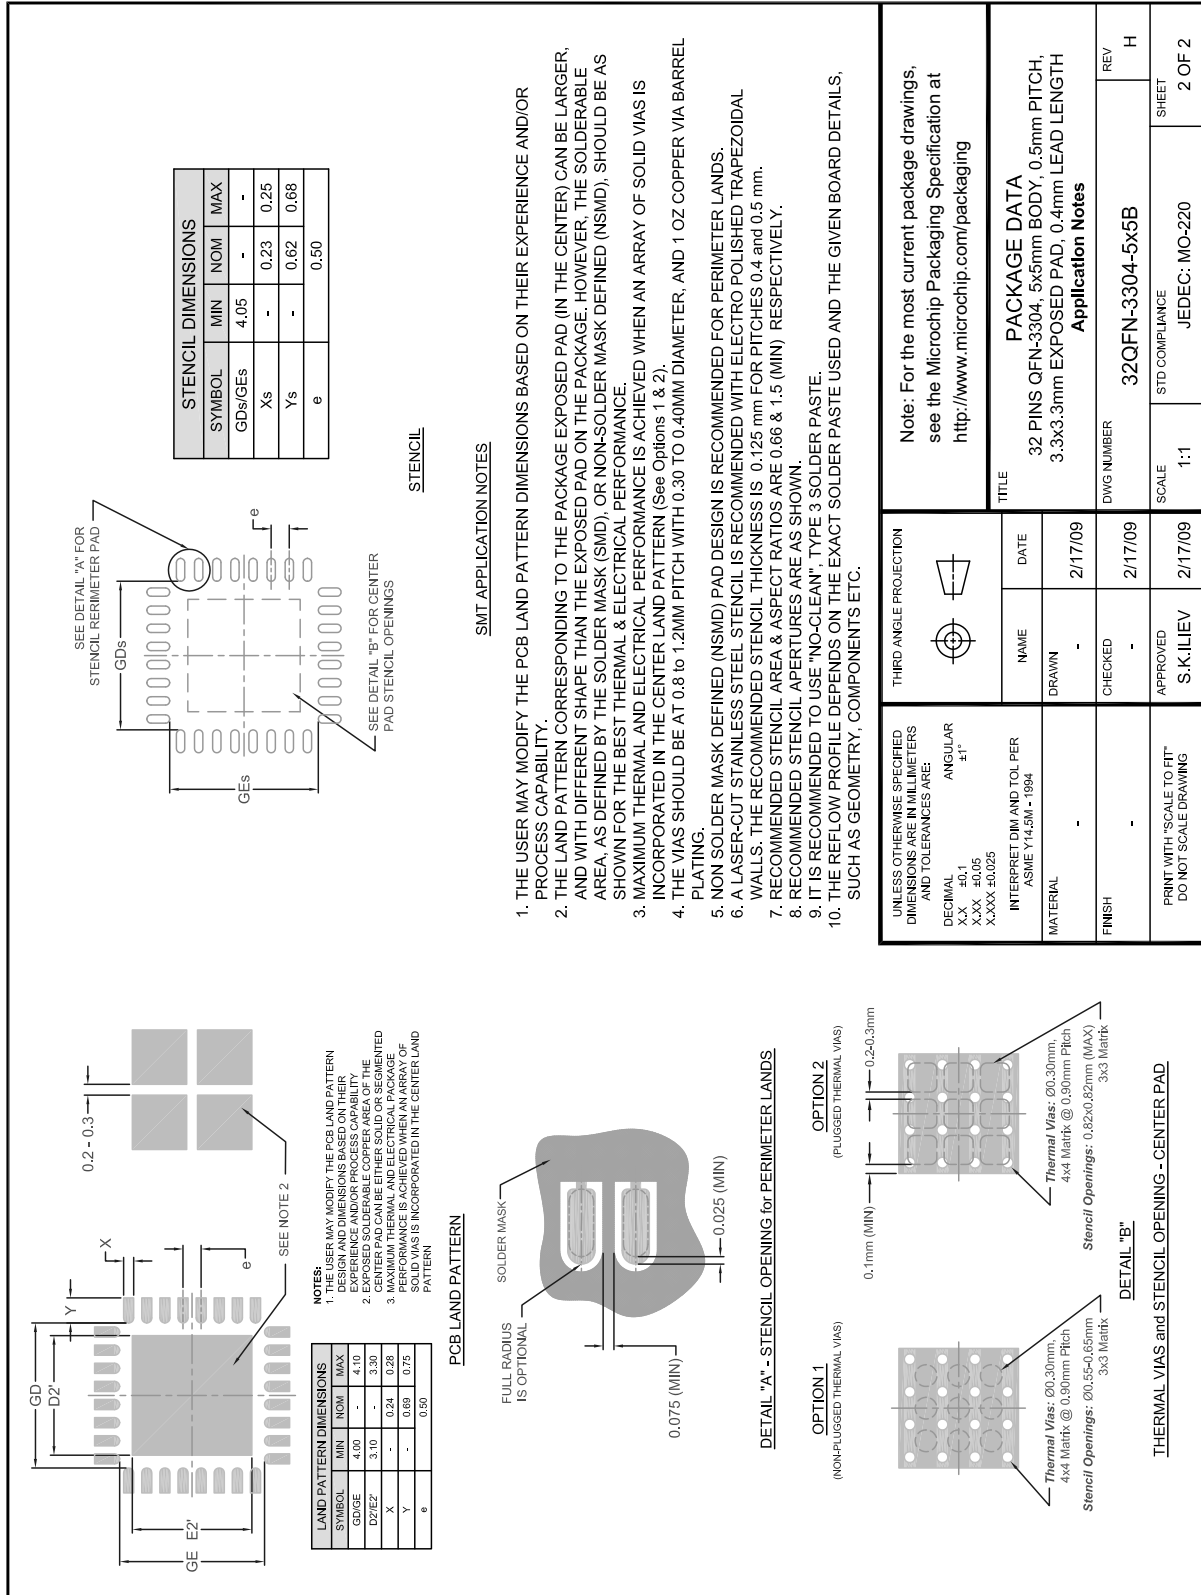 0.2 - 0.3
GD
D2'
X
Y
GE
E2'
e
SEE NOTE 2
LAND PATTERN DIMENSIONS
SYMBOL MIN NOM MAX
GD/GE 4.00 - 4.10
D2'/E2' 3.10 - 3.30
X - 0.24 0.28
Y - 0.69 0.75
e 0.50
NOTES:
1. THE USER MAY MODIFY THE PCB LAND PATTERN
DESIGN AND DIMENSIONS BASED ON THEIR
EXPERIENCE AND/OR PROCESS CAPABILITY
2. EXPOSED SOLDERABLE COPPER AREA OF THE
CENTER PAD CAN BE EITHER SOLID OR SEGMENTED
3. MAXIMUM THERMAL AND ELECTRICAL PACKAGE
PERFORMANCE IS ACHIEVED WHEN AN ARRAY OF
SOLID VIAS IS INCORPORATED IN THE CENTER LAND
PATTERN
PCB LAND PATTERN
SEE DETAIL "A" FOR
STENCIL RERIMETER PAD
GDs
GEs
e
SEE DETAIL "B" FOR CENTER
PAD STENCIL OPENINGS
STENCIL DIMENSIONS
SYMBOL MIN NOM MAX
GDs/GEs 4.05 - -
Xs - 0.23 0.25
Ys - 0.62 0.68
e 0.50
STENCIL
FULL RADIUS
IS OPTIONAL
SOLDER MASK
0.075 (MIN)
0.025 (MIN)
DETAIL "A" - STENCIL OPENING for PERIMETER LANDS
OPTION 1
(NON-PLUGGED THERMAL VIAS)
Thermal Vias: Ø0.30mm,
4x4 Matrix @ 0.90mm Pitch
Stencil Openings: Ø0.55-0.65mm
3x3 Matrix
OPTION 2
(PLUGGED THERMAL VIAS)
0.1mm (MIN)
0.2-0.3mm
Thermal Vias: Ø0.30mm,
4x4 Matrix @ 0.90mm Pitch
Stencil Openings: 0.82x0.82mm (MAX)
3x3 Matrix
DETAIL "B"
THERMAL VIAS and STENCIL OPENING - CENTER PAD
SMT APPLICATION NOTES
1. THE USER MAY MODIFY THE PCB LAND PATTERN DIMENSIONS BASED ON THEIR EXPERIENCE AND/OR
PROCESS CAPABILITY.
2. THE LAND PATTERN CORRESPONDING TO THE PACKAGE EXPOSED PAD (IN THE CENTER) CAN BE LARGER,
AND WITH DIFFERENT SHAPE THAN THE EXPOSED PAD ON THE PACKAGE. HOWEVER, THE SOLDERABLE
AREA, AS DEFINED BY THE SOLDER MASK (SMD), OR NON-SOLDER MASK DEFINED (NSMD), SHOULD BE AS
SHOWN FOR THE BEST THERMAL & ELECTRICAL PERFORMANCE.
3. MAXIMUM THERMAL AND ELECTRICAL PERFORMANCE IS ACHIEVED WHEN AN ARRAY OF SOLID VIAS IS
INCORPORATED IN THE CENTER LAND PATTERN (See Options 1 & 2).
4. THE VIAS SHOULD BE AT 0.8 to 1.2MM PITCH WITH 0.30 TO 0.40MM DIAMETER, AND 1 OZ COPPER VIA BARREL
PLATING.
5. NON SOLDER MASK DEFINED (NSMD) PAD DESIGN IS RECOMMENDED FOR PERIMETER LANDS.
6. A LASER-CUT STAINLESS STEEL STENCIL IS RECOMMENDED WITH ELECTRO POLISHED TRAPEZOIDAL
WALLS. THE RECOMMENDED STENCIL THICKNESS IS 0.125 mm FOR PITCHES 0.4 and 0.5 mm.
7. RECOMMENDED STENCIL AREA & ASPECT RATIOS ARE 0.66 & 1.5 (MIN) RESPECTIVELY.
8. RECOMMENDED STENCIL APERTURES ARE AS SHOWN.
9. IT IS RECOMMENDED TO USE "NO-CLEAN", TYPE 3 SOLDER PASTE.
10. THE REFLOW PROFILE DEPENDS ON THE EXACT SOLDER PASTE USED AND THE GIVEN BOARD DETAILS,
SUCH AS GEOMETRY, COMPONENTS ETC.
UNLESS OTHERWISE SPECIFIED
DIMENSIONS ARE IN MILLIMETERS
AND TOLERANCES ARE:
DECIMAL ANGULAR
X.X ±0.1 ±1°
X.XX ±0.05
X.XXX ±0.025
INTERPRET DIM AND TOL PER
ASME Y14.5M - 1994
MATERIAL
-
FINISH
-
PRINT WITH "SCALE TO FIT"
DO NOT SCALE DRAWING
THIRD ANGLE PROJECTION
NAME DATE
DRAWN
- 2/17/09
CHECKED
- 2/17/09
APPROVED
S.K.ILIEV 2/17/09
Note: For the most current package drawings,
see the Microchip Packaging Specification at
http://www.microchip.com/packaging
TITLE
PACKAGE DATA
32 PINS QFN-3304, 5x5mm BODY, 0.5mm PITCH,
3.3x3.3mm EXPOSED PAD, 0.4mm LEAD LENGTH
Application Notes
DWG NUMBER
32QFN-3304-5x5B
REV
H
SCALE
1:1
STD COMPLIANCE
JEDEC: MO-220
SHEET
2 OF 2